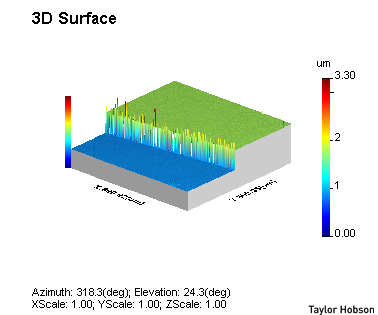 3D Surface
um
3.30
2
1
0.00
Azimuth: 318.3(deg); Elevation: 24.3(deg)
XScale: 1.00; YScale: 1.00; ZScale: 1.00
Taylor Hobson